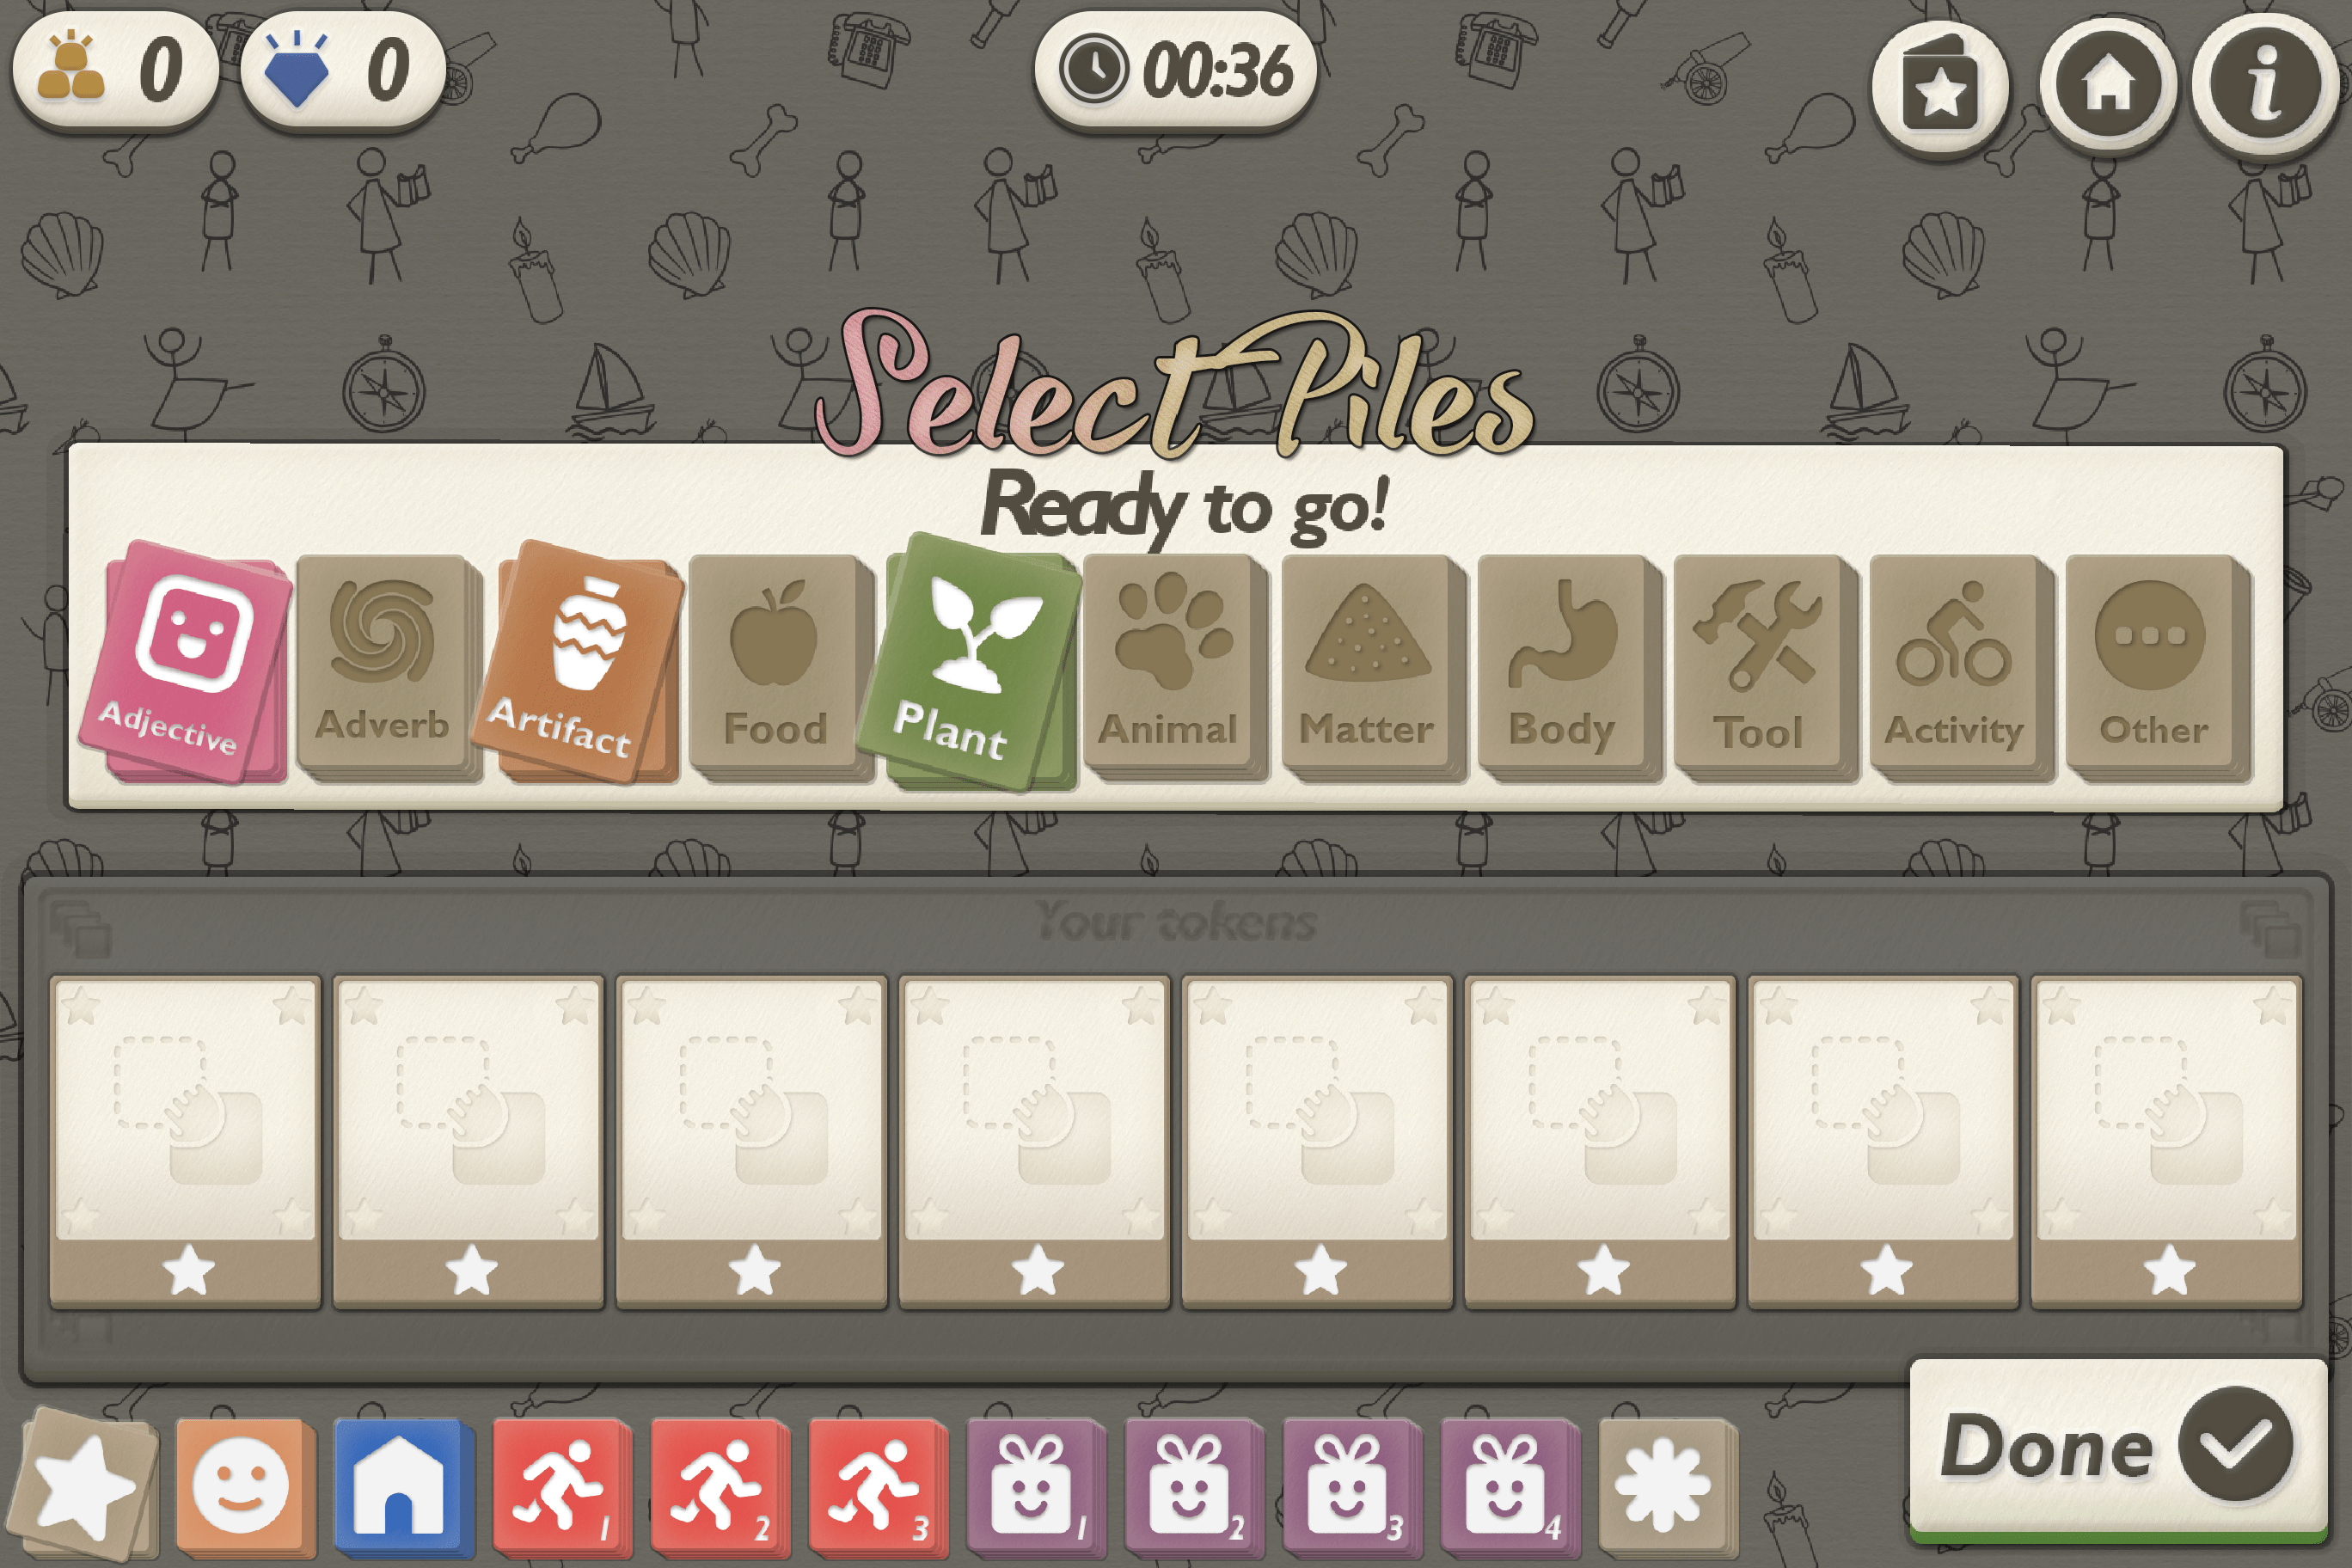 0
0
00:36
Select Piles
Ready to go!
Adjective
Adverb
Artifact
Food
Plant
Animal
Matter
Body
Tool
Activity
Other
Your tokens
1
2
3
1
2
3
4
Done